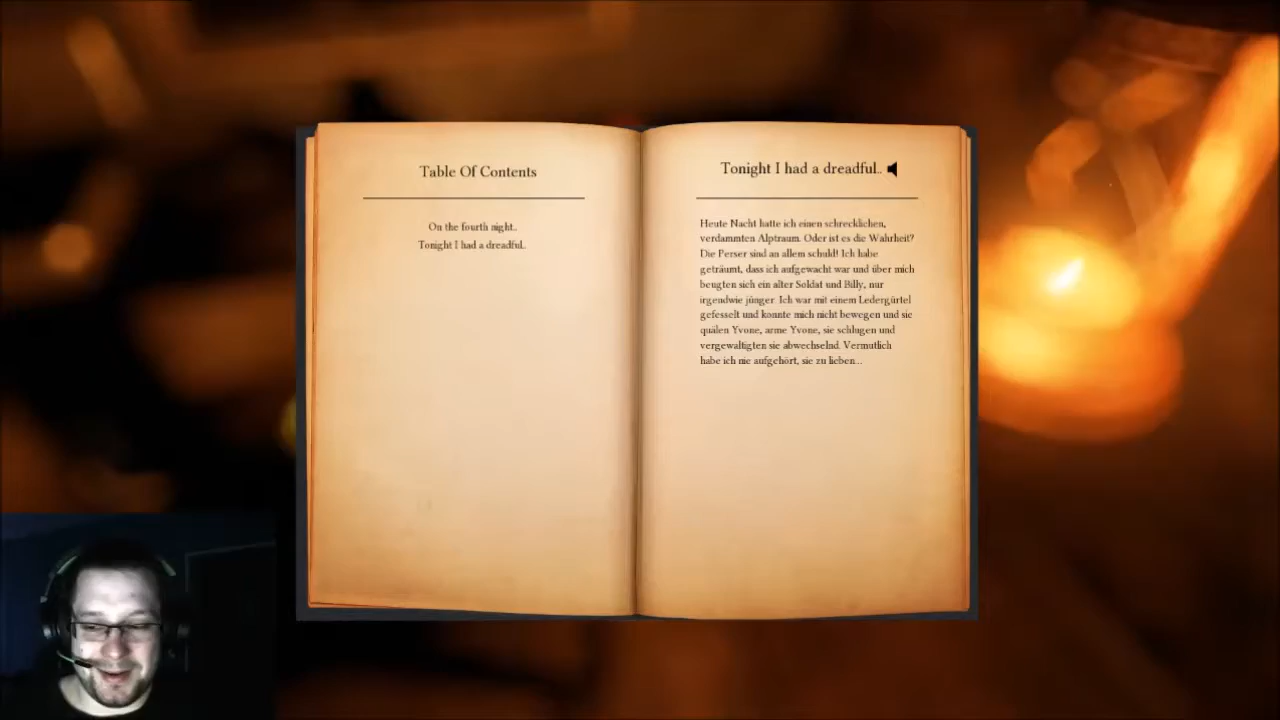 Table Of Contents
On the fourth night..
Tonight I had a dreadful..
Tonight I had a dreadful..
Heute Nacht hatte ich einen schrecklichen,
verdammten Alptraum. Oder ist es die Wahrheit?
Die Perser sind an allem schuld! Ich habe
geträumt, dass ich aufgewacht war und über mich
beugten sich ein alter Soldat und Billy, nur
irgendwie jünger. Ich war mit einem Ledergürtel
gefesselt und konnte mich nicht bewegen und sie
quälen Yvone, arme Yvone, sie schlugen und
vergewaltigten sie abwechselnd. Vermutlich
habe ich nie aufgehört, sie zu lieben...